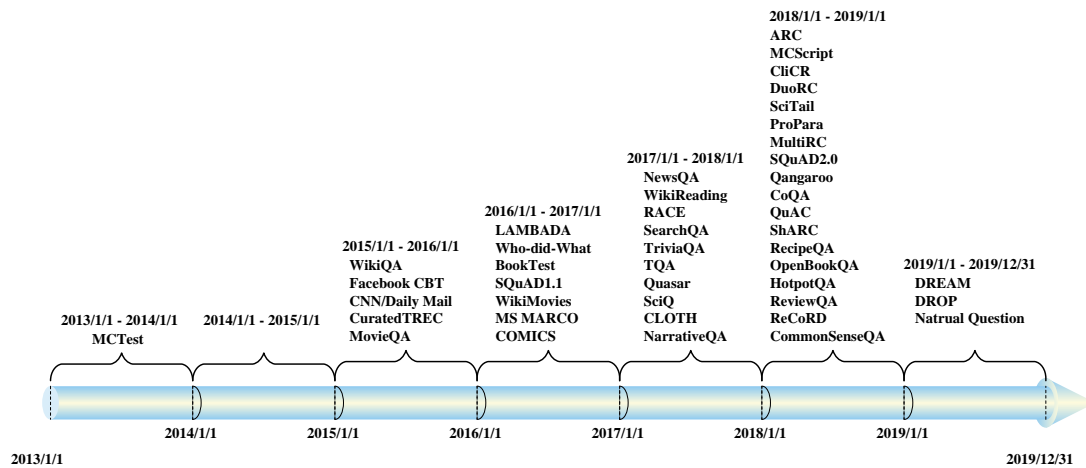 2013/1/1 - 2014/1/1
MCTest
2014/1/1 - 2015/1/1
2015/1/1 - 2016/1/1
WikiQA
Facebook CBT
CNN/Daily Mail
CuratedTREC
MovieQA
2016/1/1 - 2017/1/1
LAMBADA
Who-did-What
BookTest
SQuAD1.1
WikiMovies
MS MARCO
COMICS
2017/1/1 - 2018/1/1
NewsQA
WikiReading
RACE
SearchQA
TriviaQA
TQA
Quasar
SciQ
CLOTH
NarrativeQA
2018/1/1 - 2019/1/1
ARC
MCScript
CliCR
DuoRC
SciTail
ProPara
MultiRC
SQuAD2.0
Qangaroo
CoQA
QuAC
ShARC
RecipeQA
OpenBookQA
HotpotQA
ReviewQA
ReCoRD
CommonSenseQA
2019/1/1 - 2019/12/31
DREAM
DROP
Natrual Question
2014/1/1
2015/1/1
2016/1/1
2017/1/1
2018/1/1
2019/1/1
2013/1/1
2019/12/31